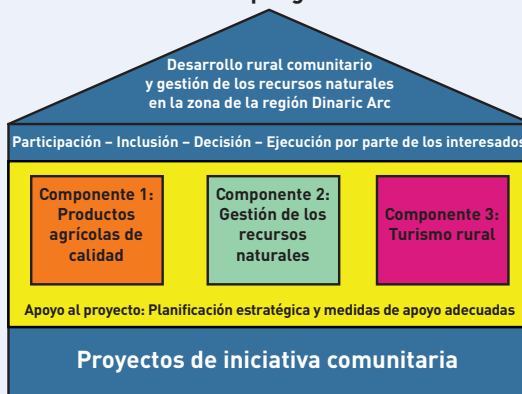 Desarrollo rural comunitario
y gestión de los recursos naturales
en la zona de la región Dinaric Arc
Participación – Inclusión – Decisión – Ejecución por parte de los interesados
Componente 1:
Productos
agrícolas de
calidad
Componente 2:
Gestión de los
recursos
naturales
Componente 3:
Turismo rural
Apoyo al proyecto: Planificación estratégica y medidas de apoyo adecuadas
Proyectos de iniciativa comunitaria